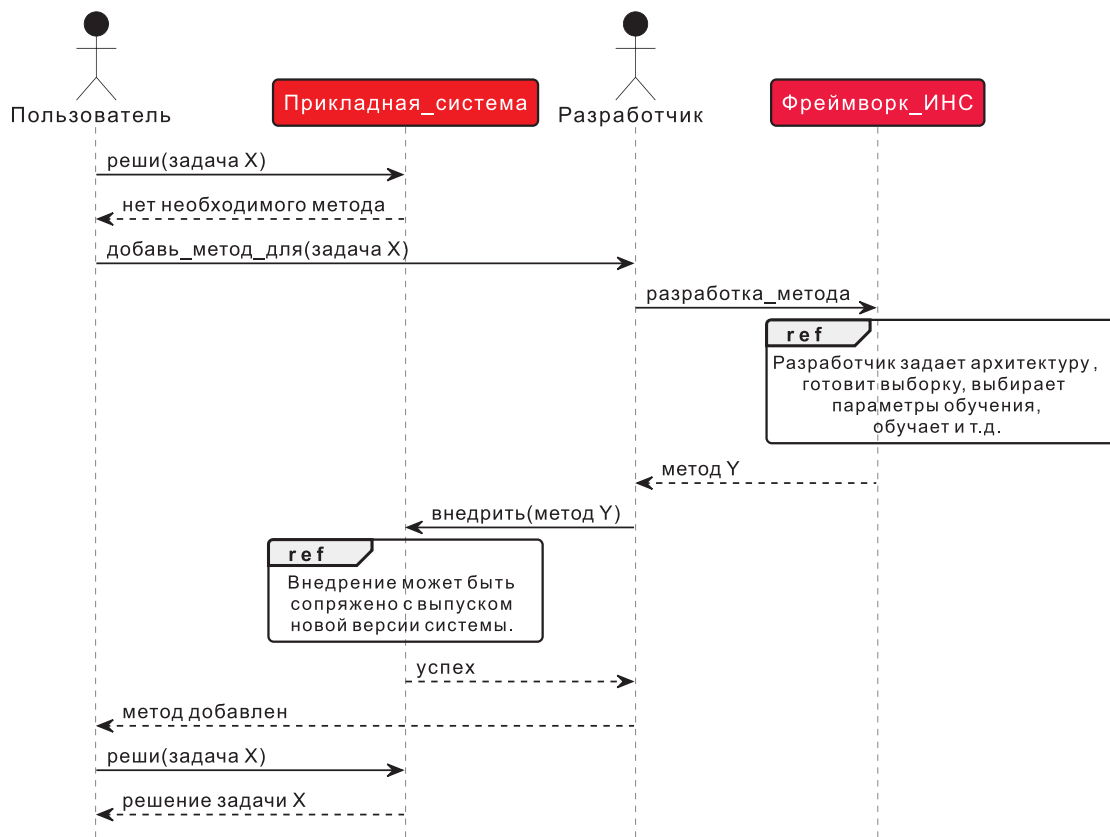 Пользователь
Прикладная_система
Разработчик
Фреймворк_ИНС
реши(задача X)
нет необходимого метода
добавь_метод_для(задача X)
разработка_метода
ref
Разработчик задает архитектуру,
готовит выборку, выбирает
параметры обучения,
обучает и т.д.
метод Y
внедрить(метод Y)
ref
Внедрение может быть
сопряжено с выпуском
новой версии системы.
успех
метод добавлен
реши(задача X)
решение задачи X